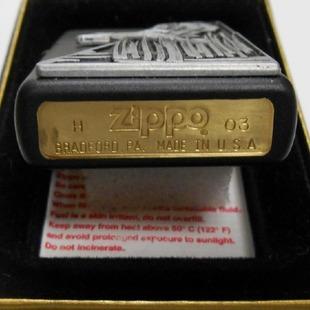 H Zippo 03
BRADFORD PA. MADE IN U.S.A.
Fuel is a skin irritant, do not overfill.
Keep away from heat above 50° C (122° F)
and avoid prolonged exposure to sunlight.
Do not incinerate.